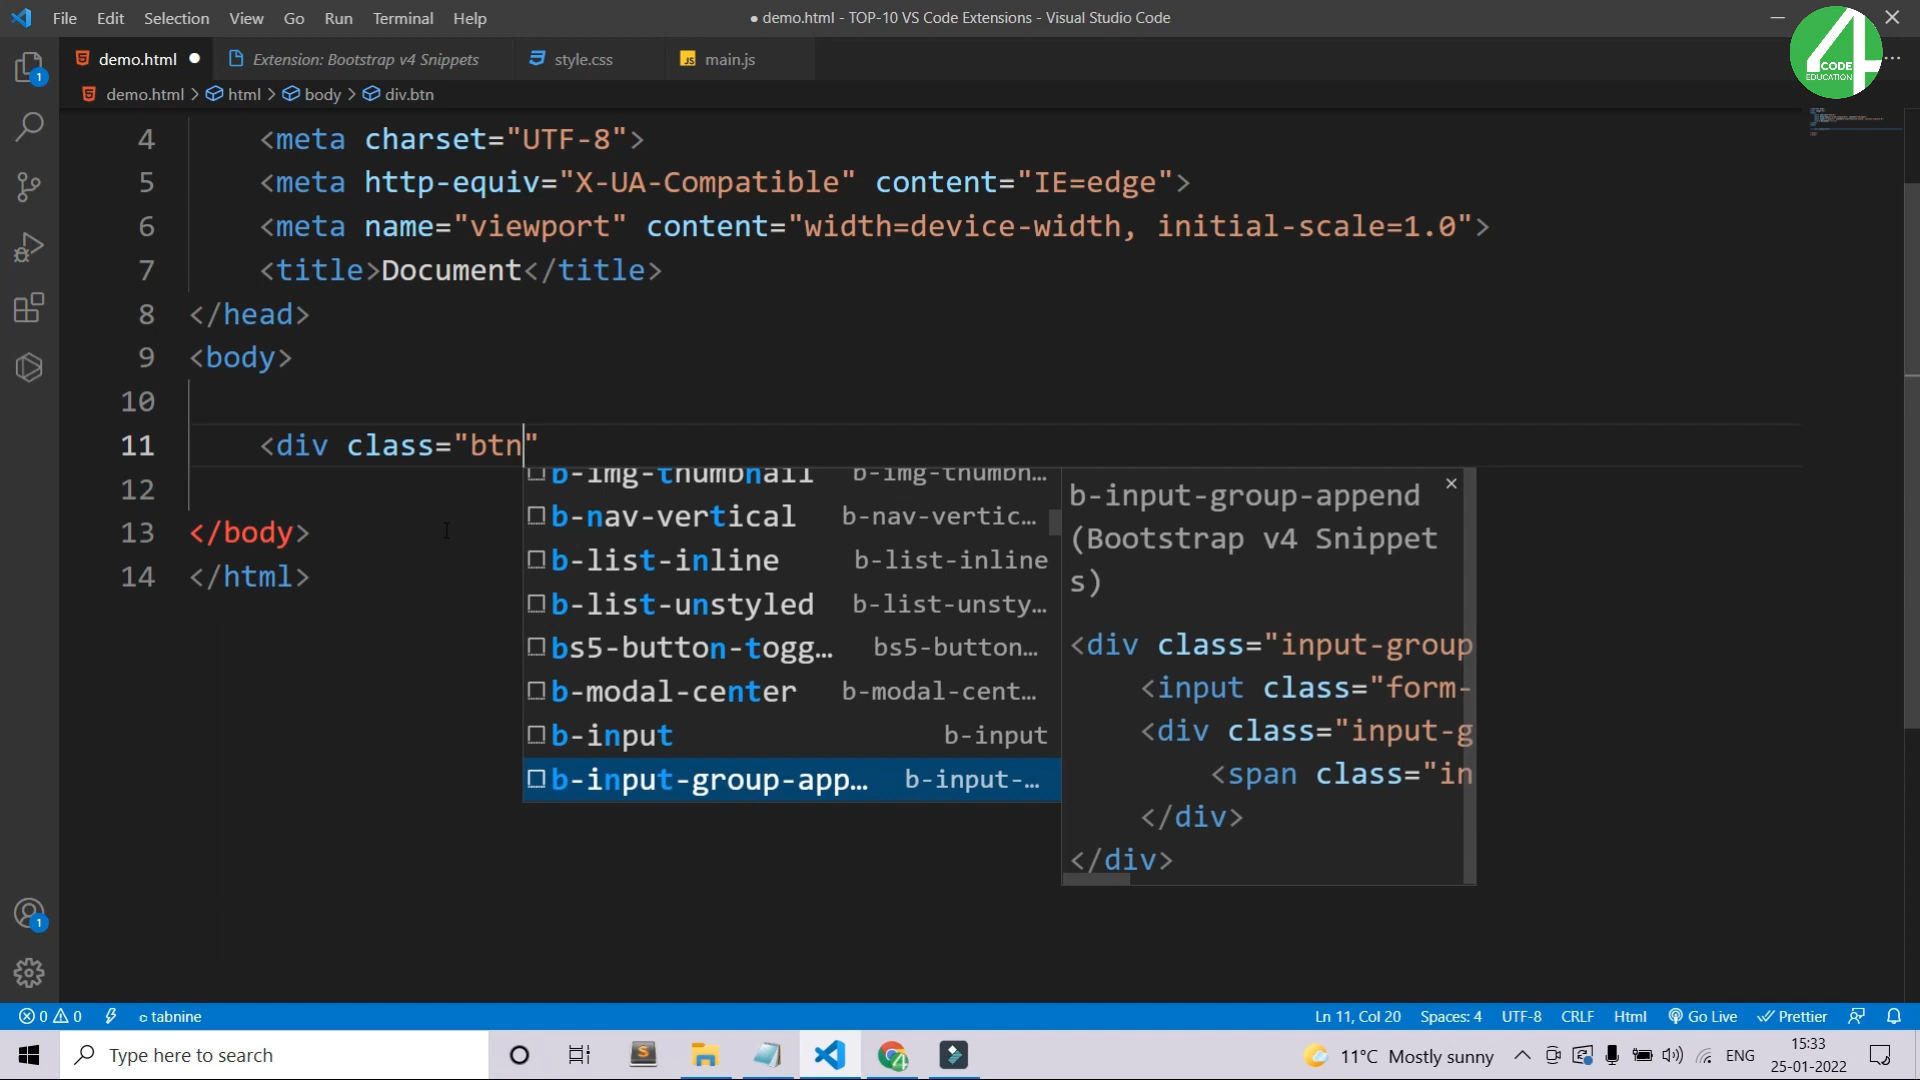 File Edit Selection View Go Run Terminal Help
● demo.html - TOP-10 VS Code Extensions - Visual Studio Code
4
CODE
EDUCATION
demo.html ● Extension: Bootstrap v4 Snippets style.css JS main.js
demo.html > html > body > div.btn
4 <meta charset="UTF-8">
5 <meta http-equiv="X-UA-Compatible" content="IE=edge">
6 <meta name="viewport" content="width=device-width, initial-scale=1.0">
7 <title>Document</title>
8 </head>
9 <body>
10
11 <div class="btn"
12
13 </body>
14 </html>
b-img-thumbnail b-img-thumbn…
b-nav-vertical b-nav-vertic…
b-list-inline b-list-inline
b-list-unstyled b-list-unsty…
bs5-button-togg… bs5-button…
b-modal-center b-modal-cent…
b-input b-input
b-input-group-app… b-input-…
b-input-group-append
(Bootstrap v4 Snippet
s)
<div class="input-group
<input class="form-
<div class="input-g
<span class="in
</div>
</div>
1
1
0 0 tabnine Ln 11, Col 20 Spaces: 4 UTF-8 CRLF Html Go Live Prettier
Type here to search 11°C Mostly sunny ENG 15:33
25-01-2022